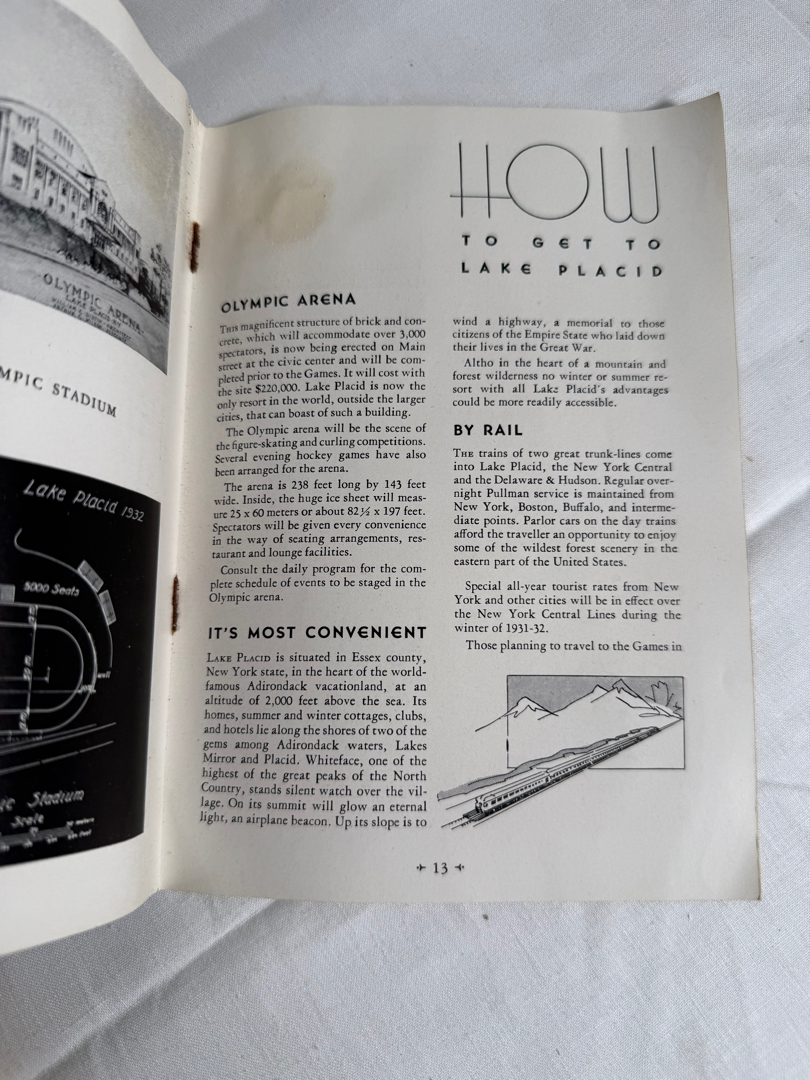 OLYMPIC ARENA
LAKE PLACID NY
MPIC STADIUM
Lake Placid 1932
5000 Seats
ic Stadium
Scale
HOW
TO GET TO
LAKE PLACID
OLYMPIC ARENA
THIS magnificent structure of brick and con-
crete, which will accommodate over 3,000
spectators, is now being erected on Main
street at the civic center and will be com-
pleted prior to the Games. It will cost with
the site $220,000. Lake Placid is now the
only resort in the world, outside the larger
cities, that can boast of such a building.
The Olympic arena will be the scene of
the figure-skating and curling competitions.
Several evening hockey games have also
been arranged for the arena.
The arena is 238 feet long by 143 feet
wide. Inside, the huge ice sheet will meas-
ure 25 x 60 meters or about 82½ x 197 feet.
Spectators will be given every convenience
in the way of seating arrangements, res-
taurant and lounge facilities.
Consult the daily program for the com-
plete schedule of events to be staged in the
Olympic arena.
IT'S MOST CONVENIENT
LAKE PLACID is situated in Essex county,
New York state, in the heart of the world-
famous Adirondack vacationland, at an
altitude of 2,000 feet above the sea. Its
homes, summer and winter cottages, clubs,
and hotels lie along the shores of two of the
gems among Adirondack waters, Lakes
Mirror and Placid. Whiteface, one of the
highest of the great peaks of the North
Country, stands silent watch over the vil-
lage. On its summit will glow an eternal
light, an airplane beacon. Up its slope is to
wind a highway, a memorial to those
citizens of the Empire State who laid down
their lives in the Great War.
Altho in the heart of a mountain and
forest wilderness no winter or summer re-
sort with all Lake Placid's advantages
could be more readily accessible.
BY RAIL
THE trains of two great trunk-lines come
into Lake Placid, the New York Central
and the Delaware & Hudson. Regular over-
night Pullman service is maintained from
New York, Boston, Buffalo, and interme-
diate points. Parlor cars on the day trains
afford the traveller an opportunity to enjoy
some of the wildest forest scenery in the
eastern part of the United States.
Special all-year tourist rates from New
York and other cities will be in effect over
the New York Central Lines during the
winter of 1931-32.
Those planning to travel to the Games in
13